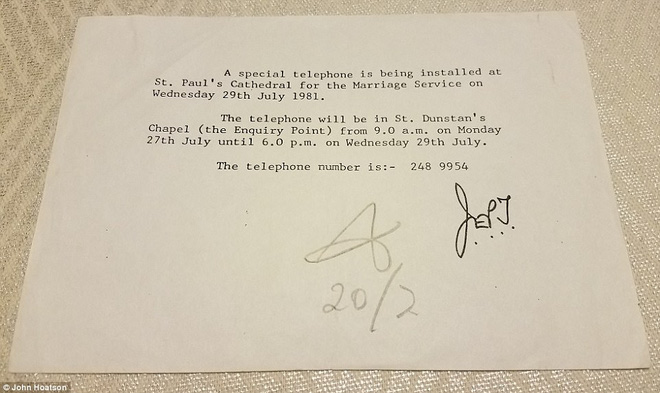 A special telephone is being installed at
St. Paul's Cathedral for the Marriage Service on
Wednesday 29th July 1981.
The telephone will be in St. Dunstan's
Chapel (the Enquiry Point) from 9.0 a.m. on Monday
27th July until 6.0 p.m. on Wednesday 29th July.
The telephone number is:- 248 9954
20/2
© John Hoatson